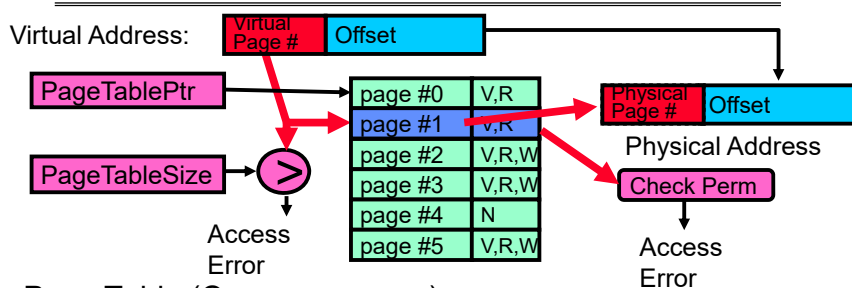 Virtual Address:
Virtual
Page #
Offset
PageTablePtr
PageTableSize
>
Access
Error
page #0 V,R
page #1 V,R
page #2 V,R,W
page #3 V,R,W
page #4 N
page #5 V,R,W
Physical
Page #
Offset
Physical Address
Check Perm
Access
Error